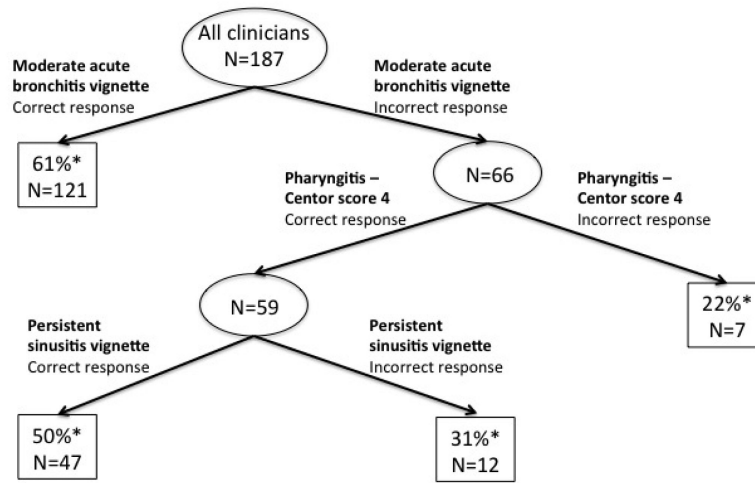 All clinicians
N=187
Moderate acute
bronchitis vignette
Correct response
Moderate acute
bronchitis vignette
Incorrect response
61%*
N=121
N=66
Pharyngitis –
Centor score 4
Correct response
Pharyngitis –
Centor score 4
Incorrect response
N=59
22%*
N=7
Persistent
sinusitis vignette
Correct response
Persistent
sinusitis vignette
Incorrect response
50%*
N=47
31%*
N=12